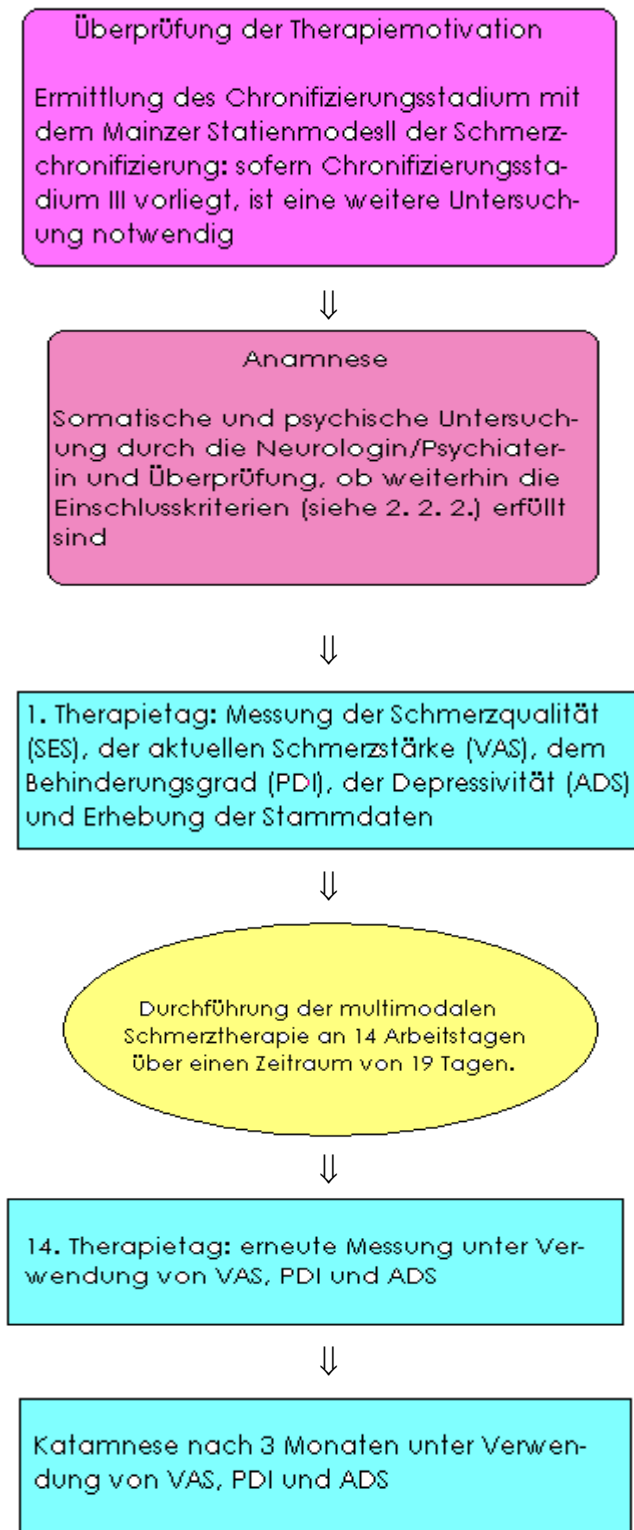 Überprüfung der Therapiemotivation
Ermittlung des Chronifizierungsstadium mit
dem Mainzer Statienmodesll der Schmerz-
chronifizierung: sofern Chronifizierungssta-
dium III vorliegt, ist eine weitere Untersuch-
ung notwendig
⇓
Anamnese
Somatische und psychische Untersuch-
ung durch die Neurologin/Psychiater-
in und Überprüfung, ob weiterhin die
Einschlusskriterien (siehe 2. 2. 2.) erfüllt
sind
⇓
1. Therapietag: Messung der Schmerzqualität
(SES), der aktuellen Schmerzstärke (VAS), dem
Behinderungsgrad (PDI), der Depressivität (ADS)
und Erhebung der Stammdaten
⇓
Durchführung der multimodalen
Schmerztherapie an 14 Arbeitstagen
über einen Zeitraum von 19 Tagen.
⇓
14. Therapietag: erneute Messung unter Ver-
wendung von VAS, PDI und ADS
⇓
Katamnese nach 3 Monaten unter Verwen-
dung von VAS, PDI und ADS